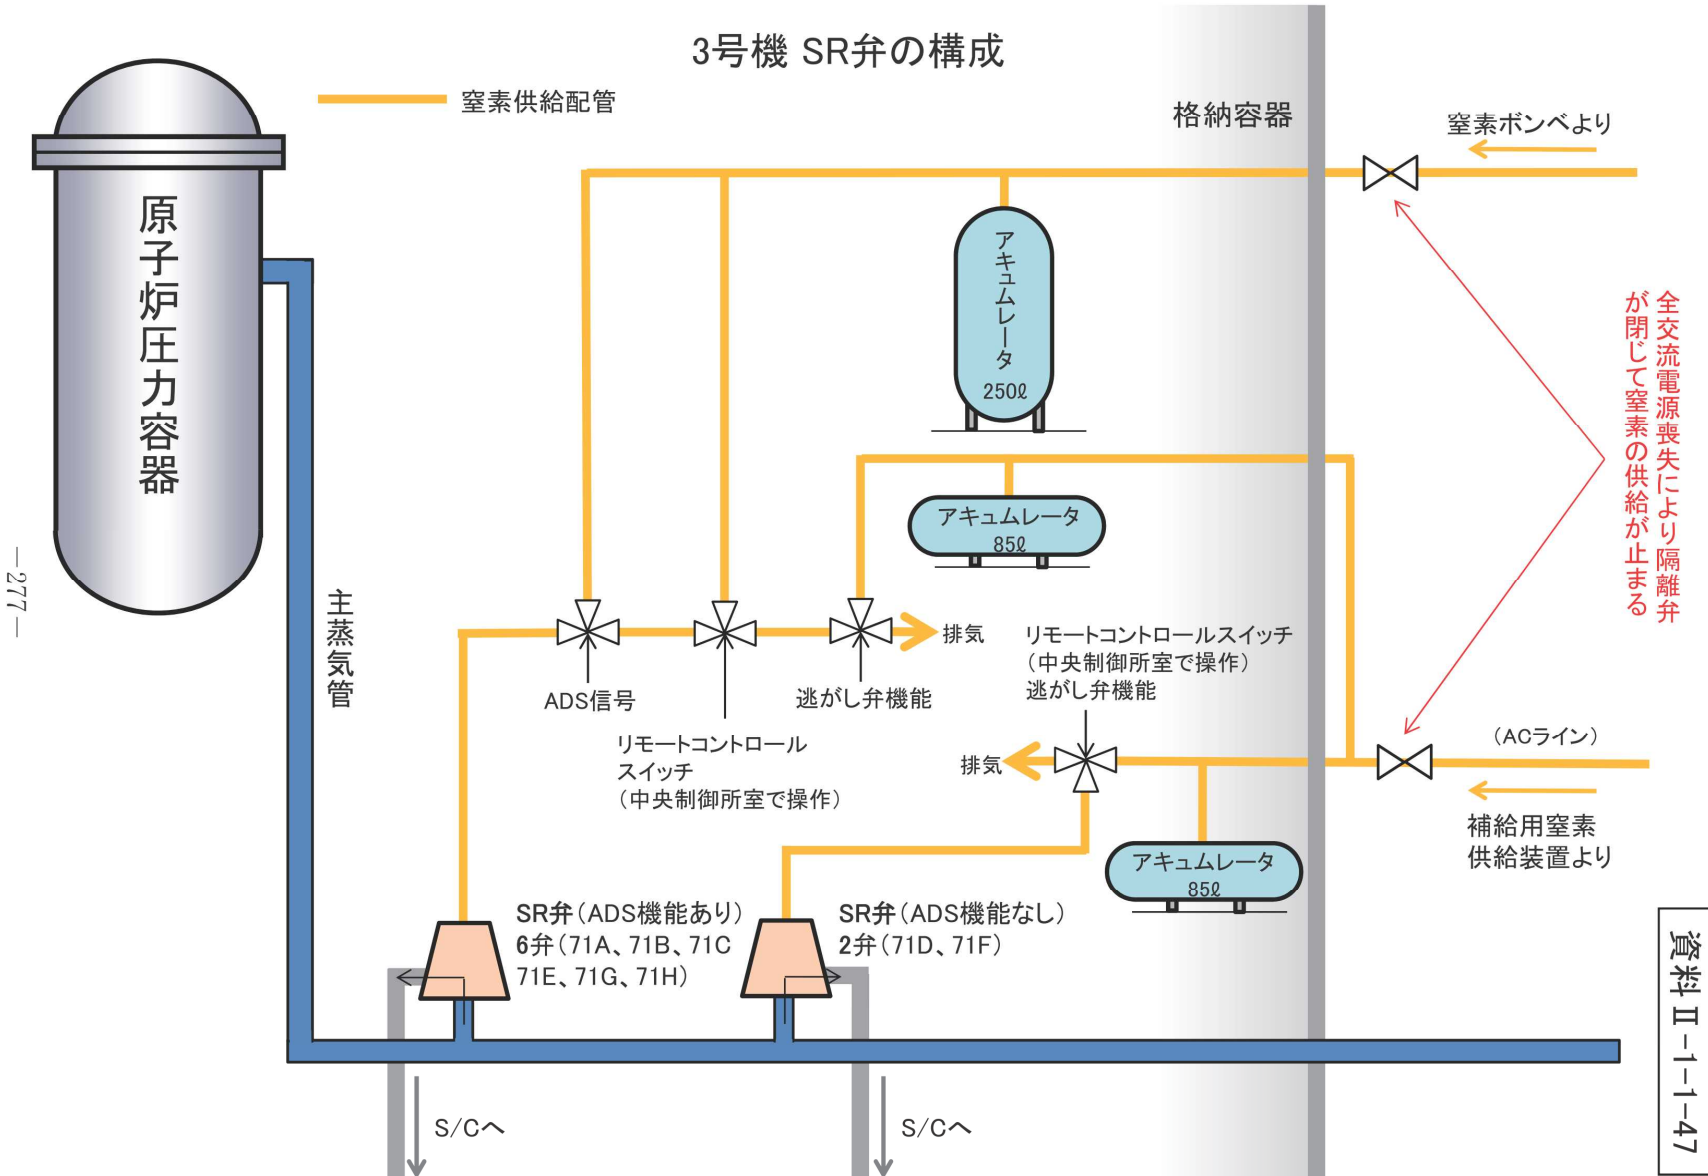 3号機 SR弁の構成
窒素供給配管
格納容器
窒素ボンベより
原子炉圧力容器
アキュムレータ
250ℓ
全交流電源喪失により隔離弁
が閉じて窒素の供給が止まる
アキュムレータ
85ℓ
主蒸気管
排気
リモートコントロールスイッチ
（中央制御所室で操作）
逃がし弁機能
ADS信号
逃がし弁機能
リモートコントロール
スイッチ
（中央制御所室で操作）
排気
（ACライン）
補給用窒素
供給装置より
アキュムレータ
85ℓ
SR弁（ADS機能あり）
6弁（71A、71B、71C
71E、71G、71H）
SR弁（ADS機能なし）
2弁（71D、71F）
S/Cへ
S/Cへ
資料Ⅱ-1-1-47
－277－